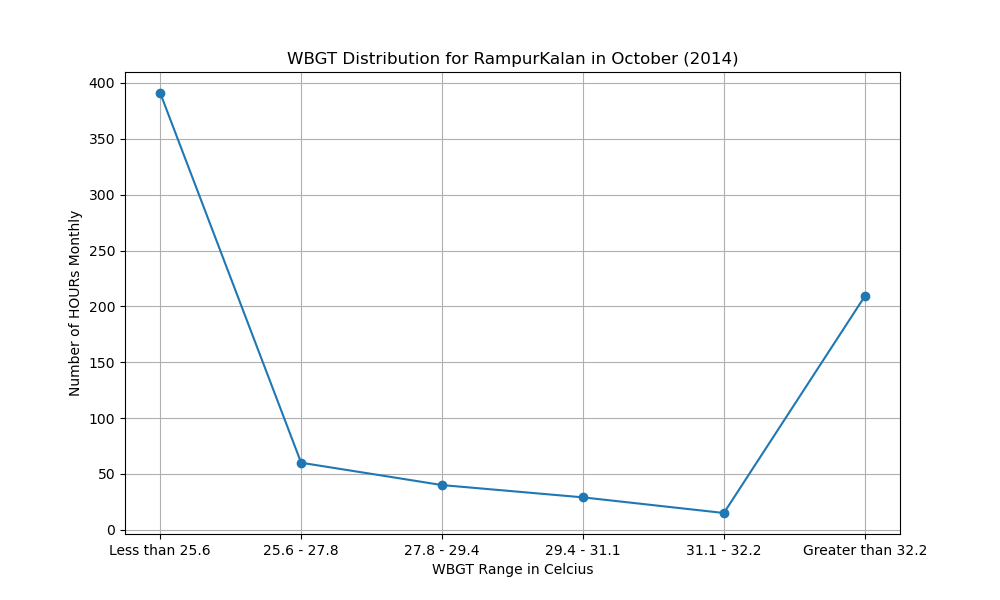 WBGT Distribution for RampurKalan in October (2014)
Number of HOURs Monthly
400
350
300
250
200
150
100
50
0
Less than 25.6 25.6 - 27.8 27.8 - 29.4 29.4 - 31.1 31.1 - 32.2 Greater than 32.2
WBGT Range in Celcius